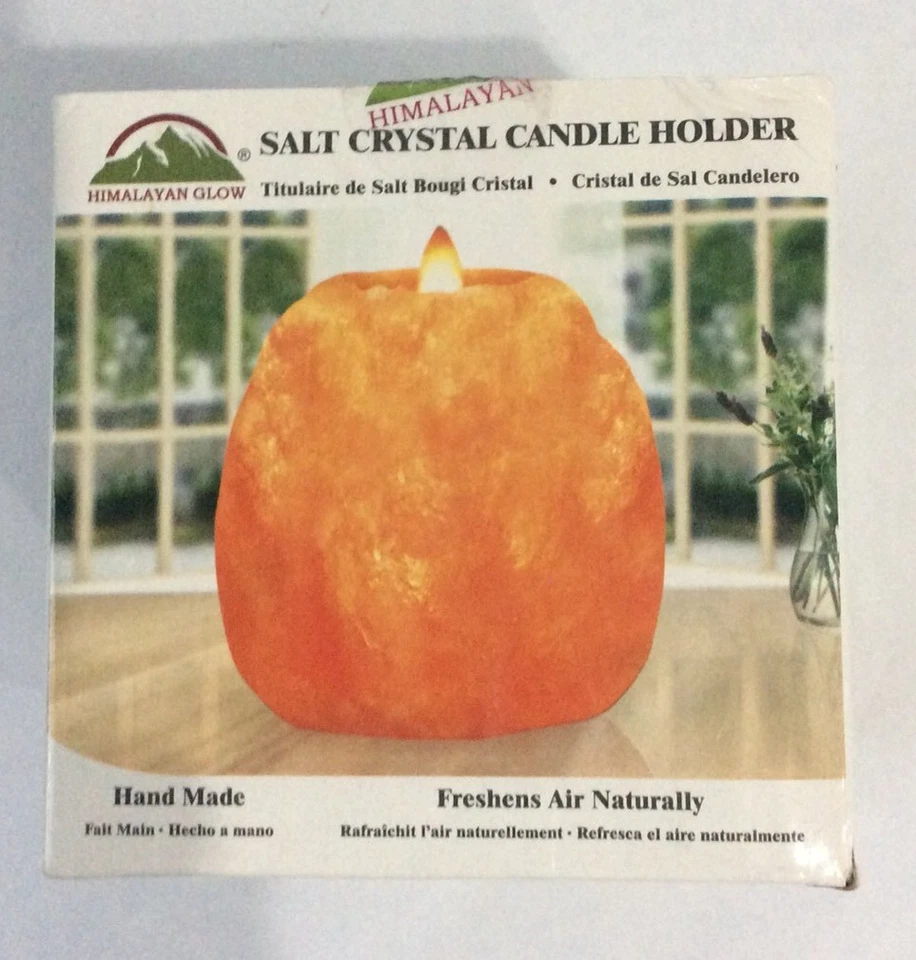 HIMALAYAN
HIMALAYAN GLOW
®
SALT CRYSTAL CANDLE HOLDER
Titulaire de Salt Bougi Cristal • Cristal de Sal Candelero
Hand Made
Fait Main • Hecho a mano
Freshens Air Naturally
Rafraîchit l'air naturellement • Refresca el aire naturalmente